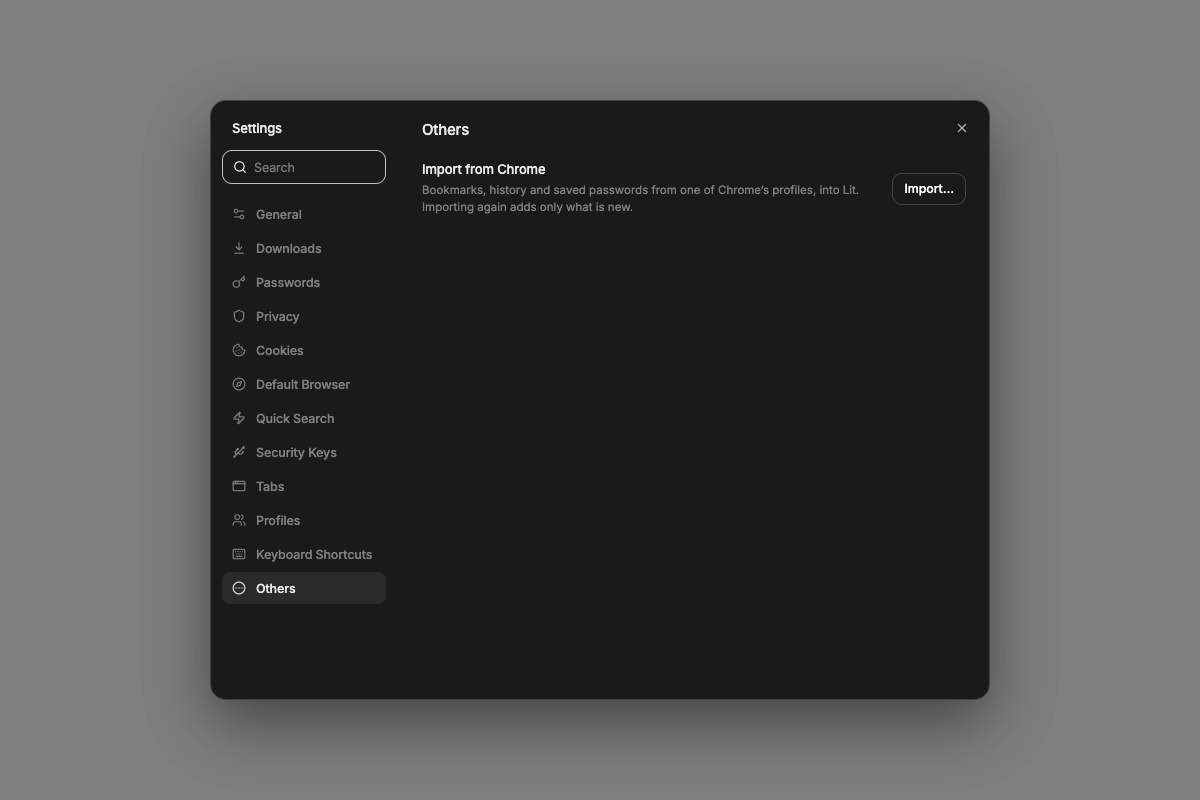 Settings
Search
General
Downloads
Passwords
Privacy
Cookies
Default Browser
Quick Search
Security Keys
Tabs
Profiles
Keyboard Shortcuts
Others
Others
Import from Chrome
Bookmarks, history and saved passwords from one of Chrome’s profiles, into Lit.
Importing again adds only what is new.
Import...